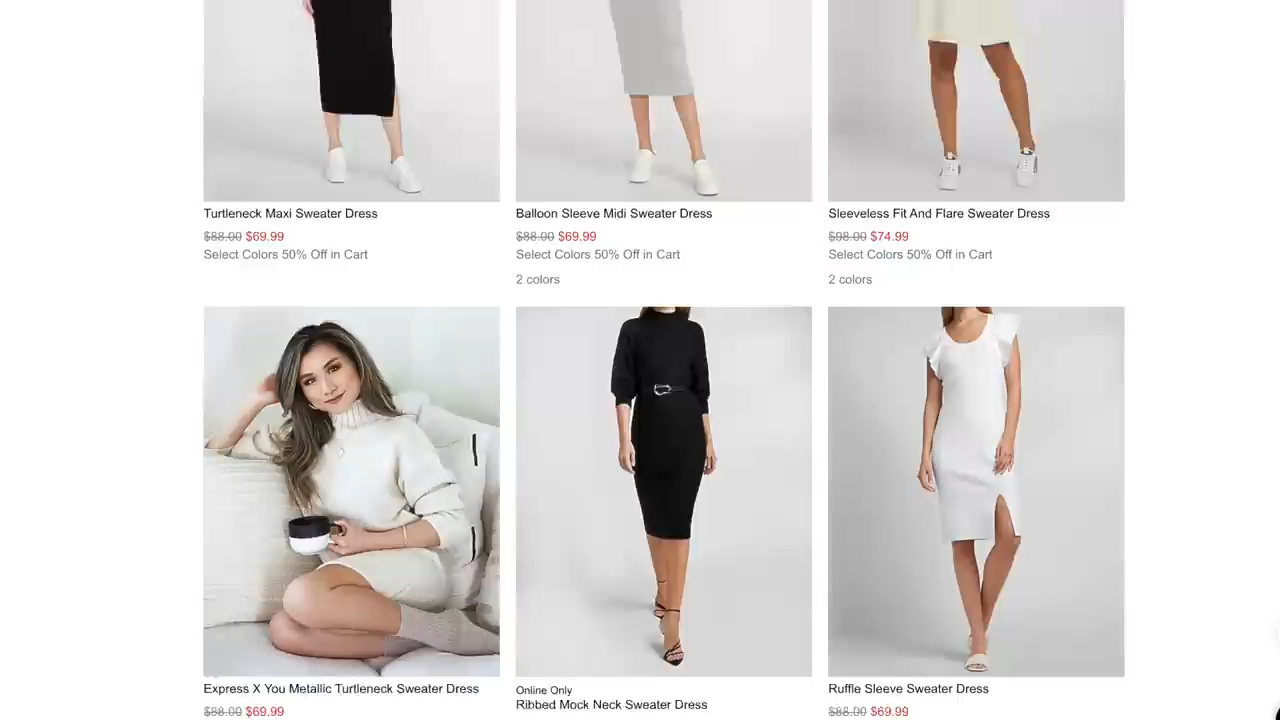 Turtleneck Maxi Sweater Dress
$88.00 $69.99
Select Colors 50% Off in Cart
Balloon Sleeve Midi Sweater Dress
$88.00 $69.99
Select Colors 50% Off in Cart
2 colors
Sleeveless Fit And Flare Sweater Dress
$98.00 $74.99
Select Colors 50% Off in Cart
2 colors
Express X You Metallic Turtleneck Sweater Dress
$88.00 $69.99
Online Only
Ribbed Mock Neck Sweater Dress
Ruffle Sleeve Sweater Dress
$88.00 $69.99